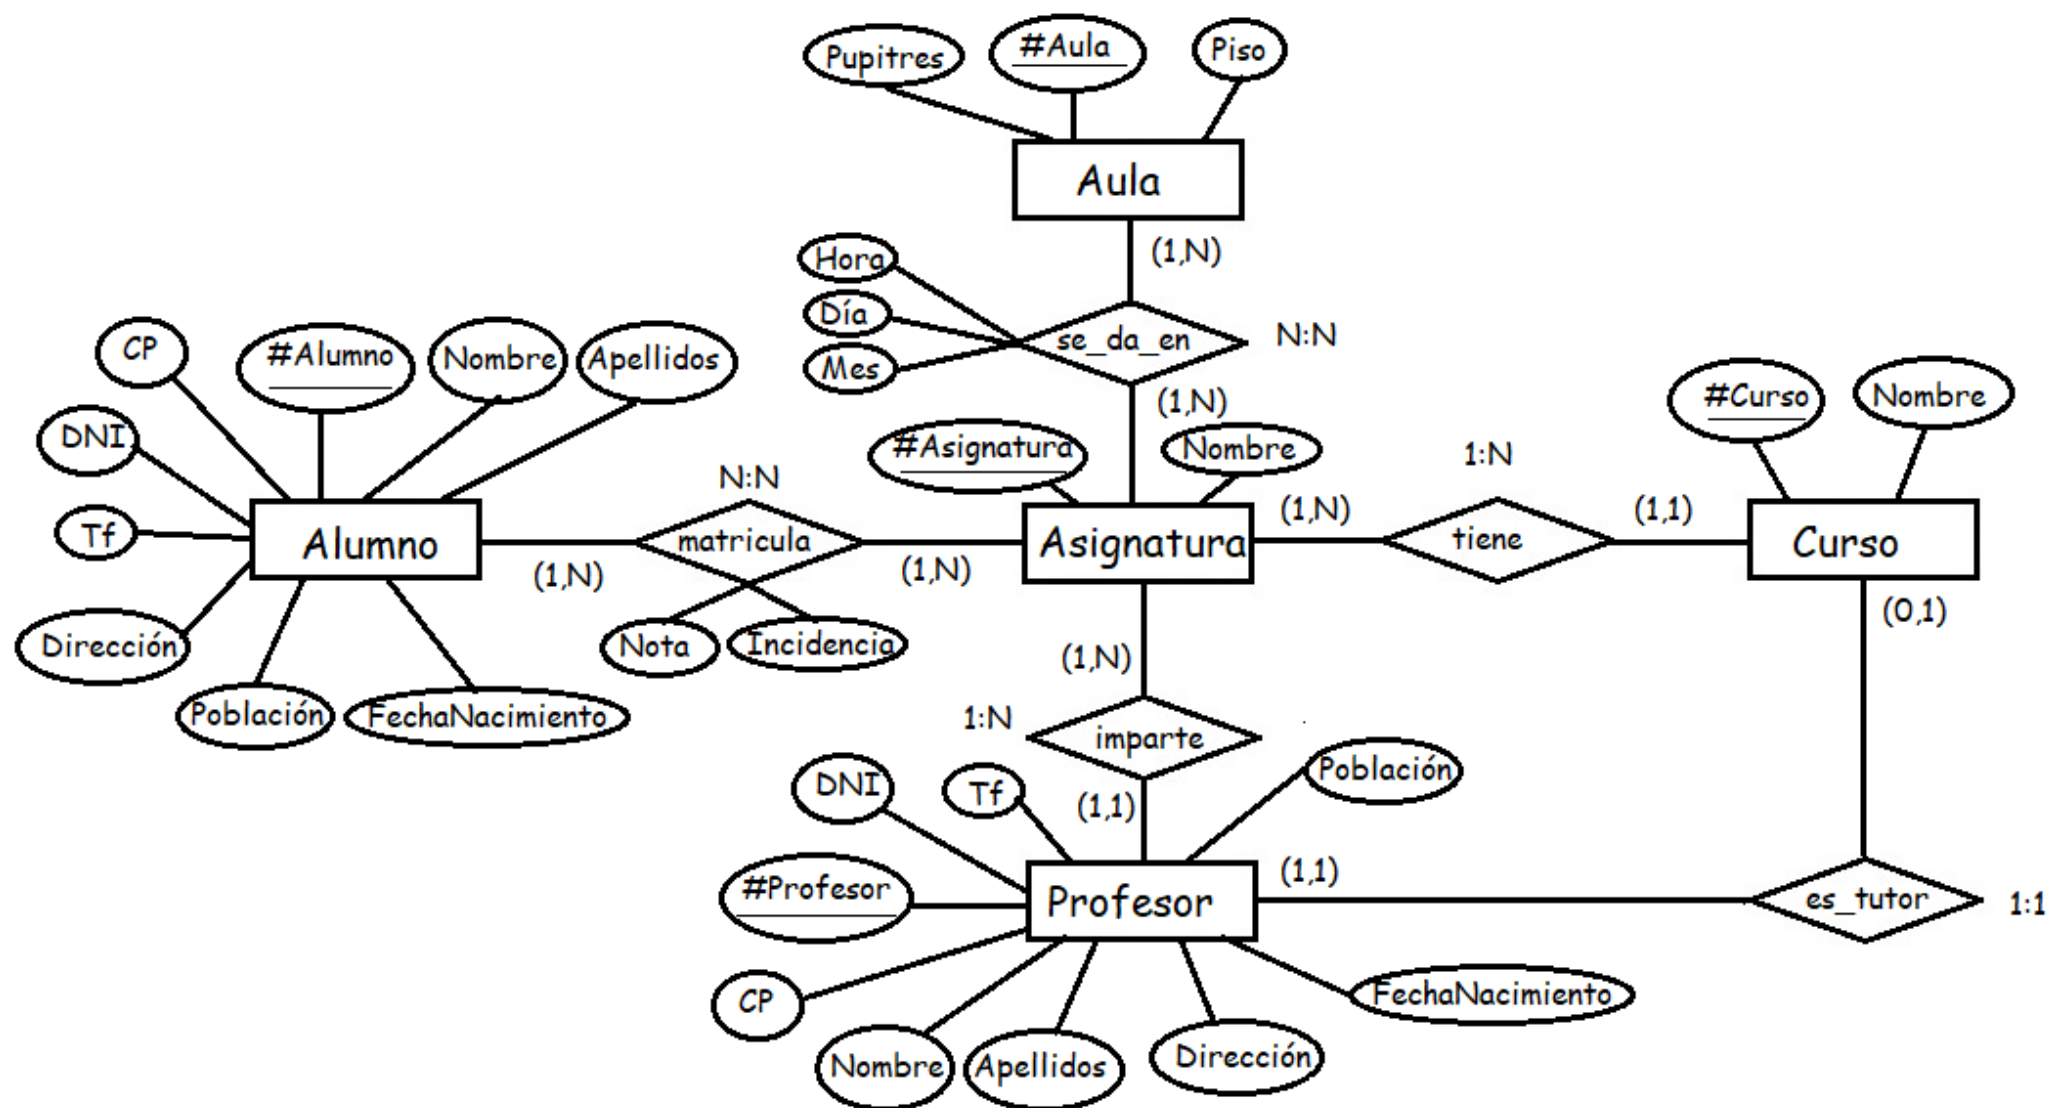 Pupitres
#Aula
Piso
Aula
(1,N)
Hora
Día
Mes
se_da_en
N:N
(1,N)
CP
#Alumno
Nombre
Apellidos
DNI
Tf
Alumno
Dirección
Población
FechaNacimiento
(1,N)
N:N
matricula
(1,N)
Nota
Incidencia
#Asignatura
Nombre
Asignatura
(1,N)
1:N
tiene
(1,1)
#Curso
Nombre
Curso
(0,1)
(1,N)
1:N
imparte
(1,1)
DNI
Tf
Población
#Profesor
Profesor
(1,1)
es_tutor
1:1
CP
Nombre
Apellidos
Dirección
FechaNacimiento